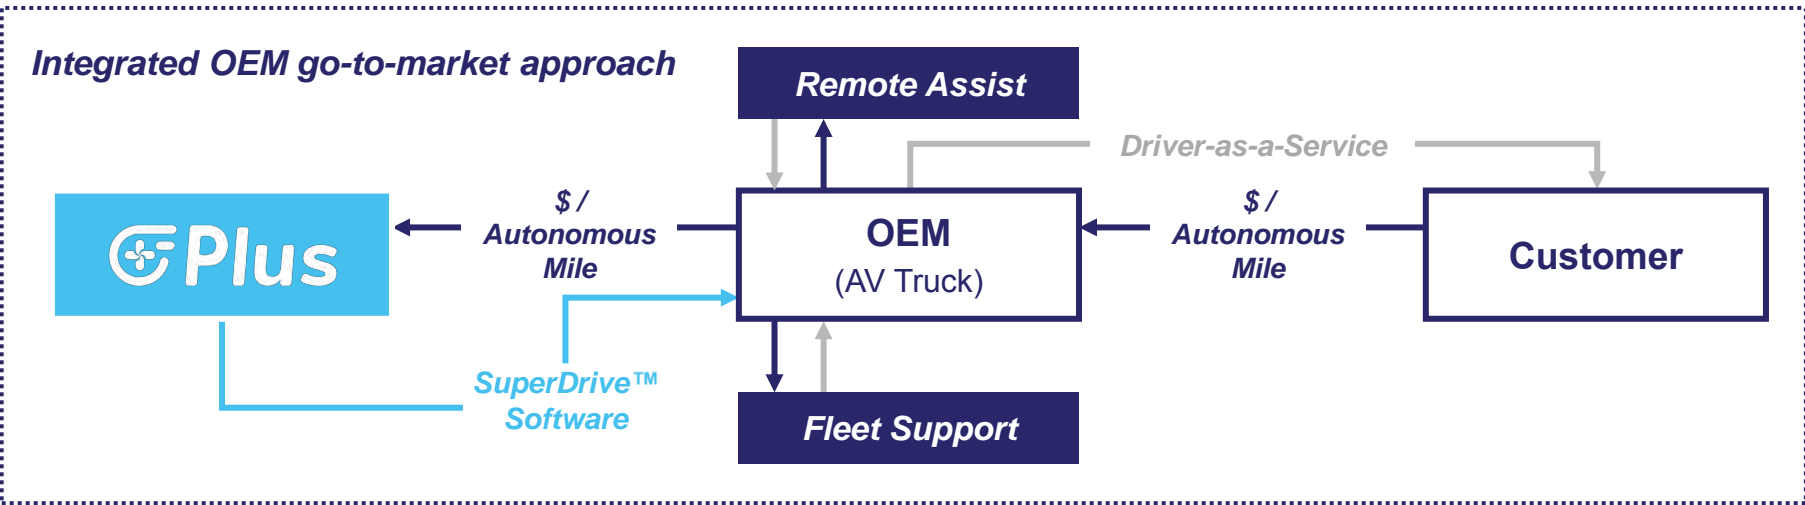 Integrated OEM go-to-market approach
Remote Assist
Driver-as-a-Service
Plus
$ /
Autonomous
Mile
OEM
(AV Truck)
$ /
Autonomous
Mile
Customer
SuperDrive™
Software
Fleet Support